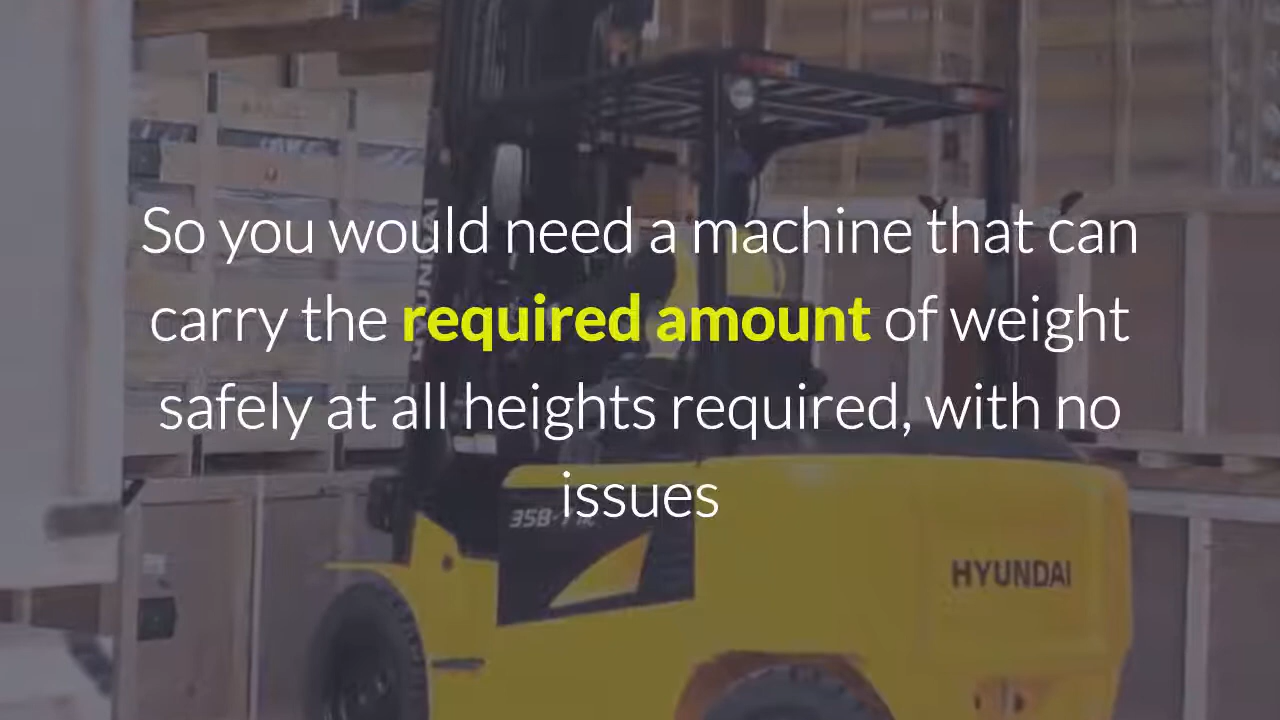 So you would need a machine that can
carry the required amount of weight
safely at all heights required, with no
issues
HYUNDAI
HYUNDAI